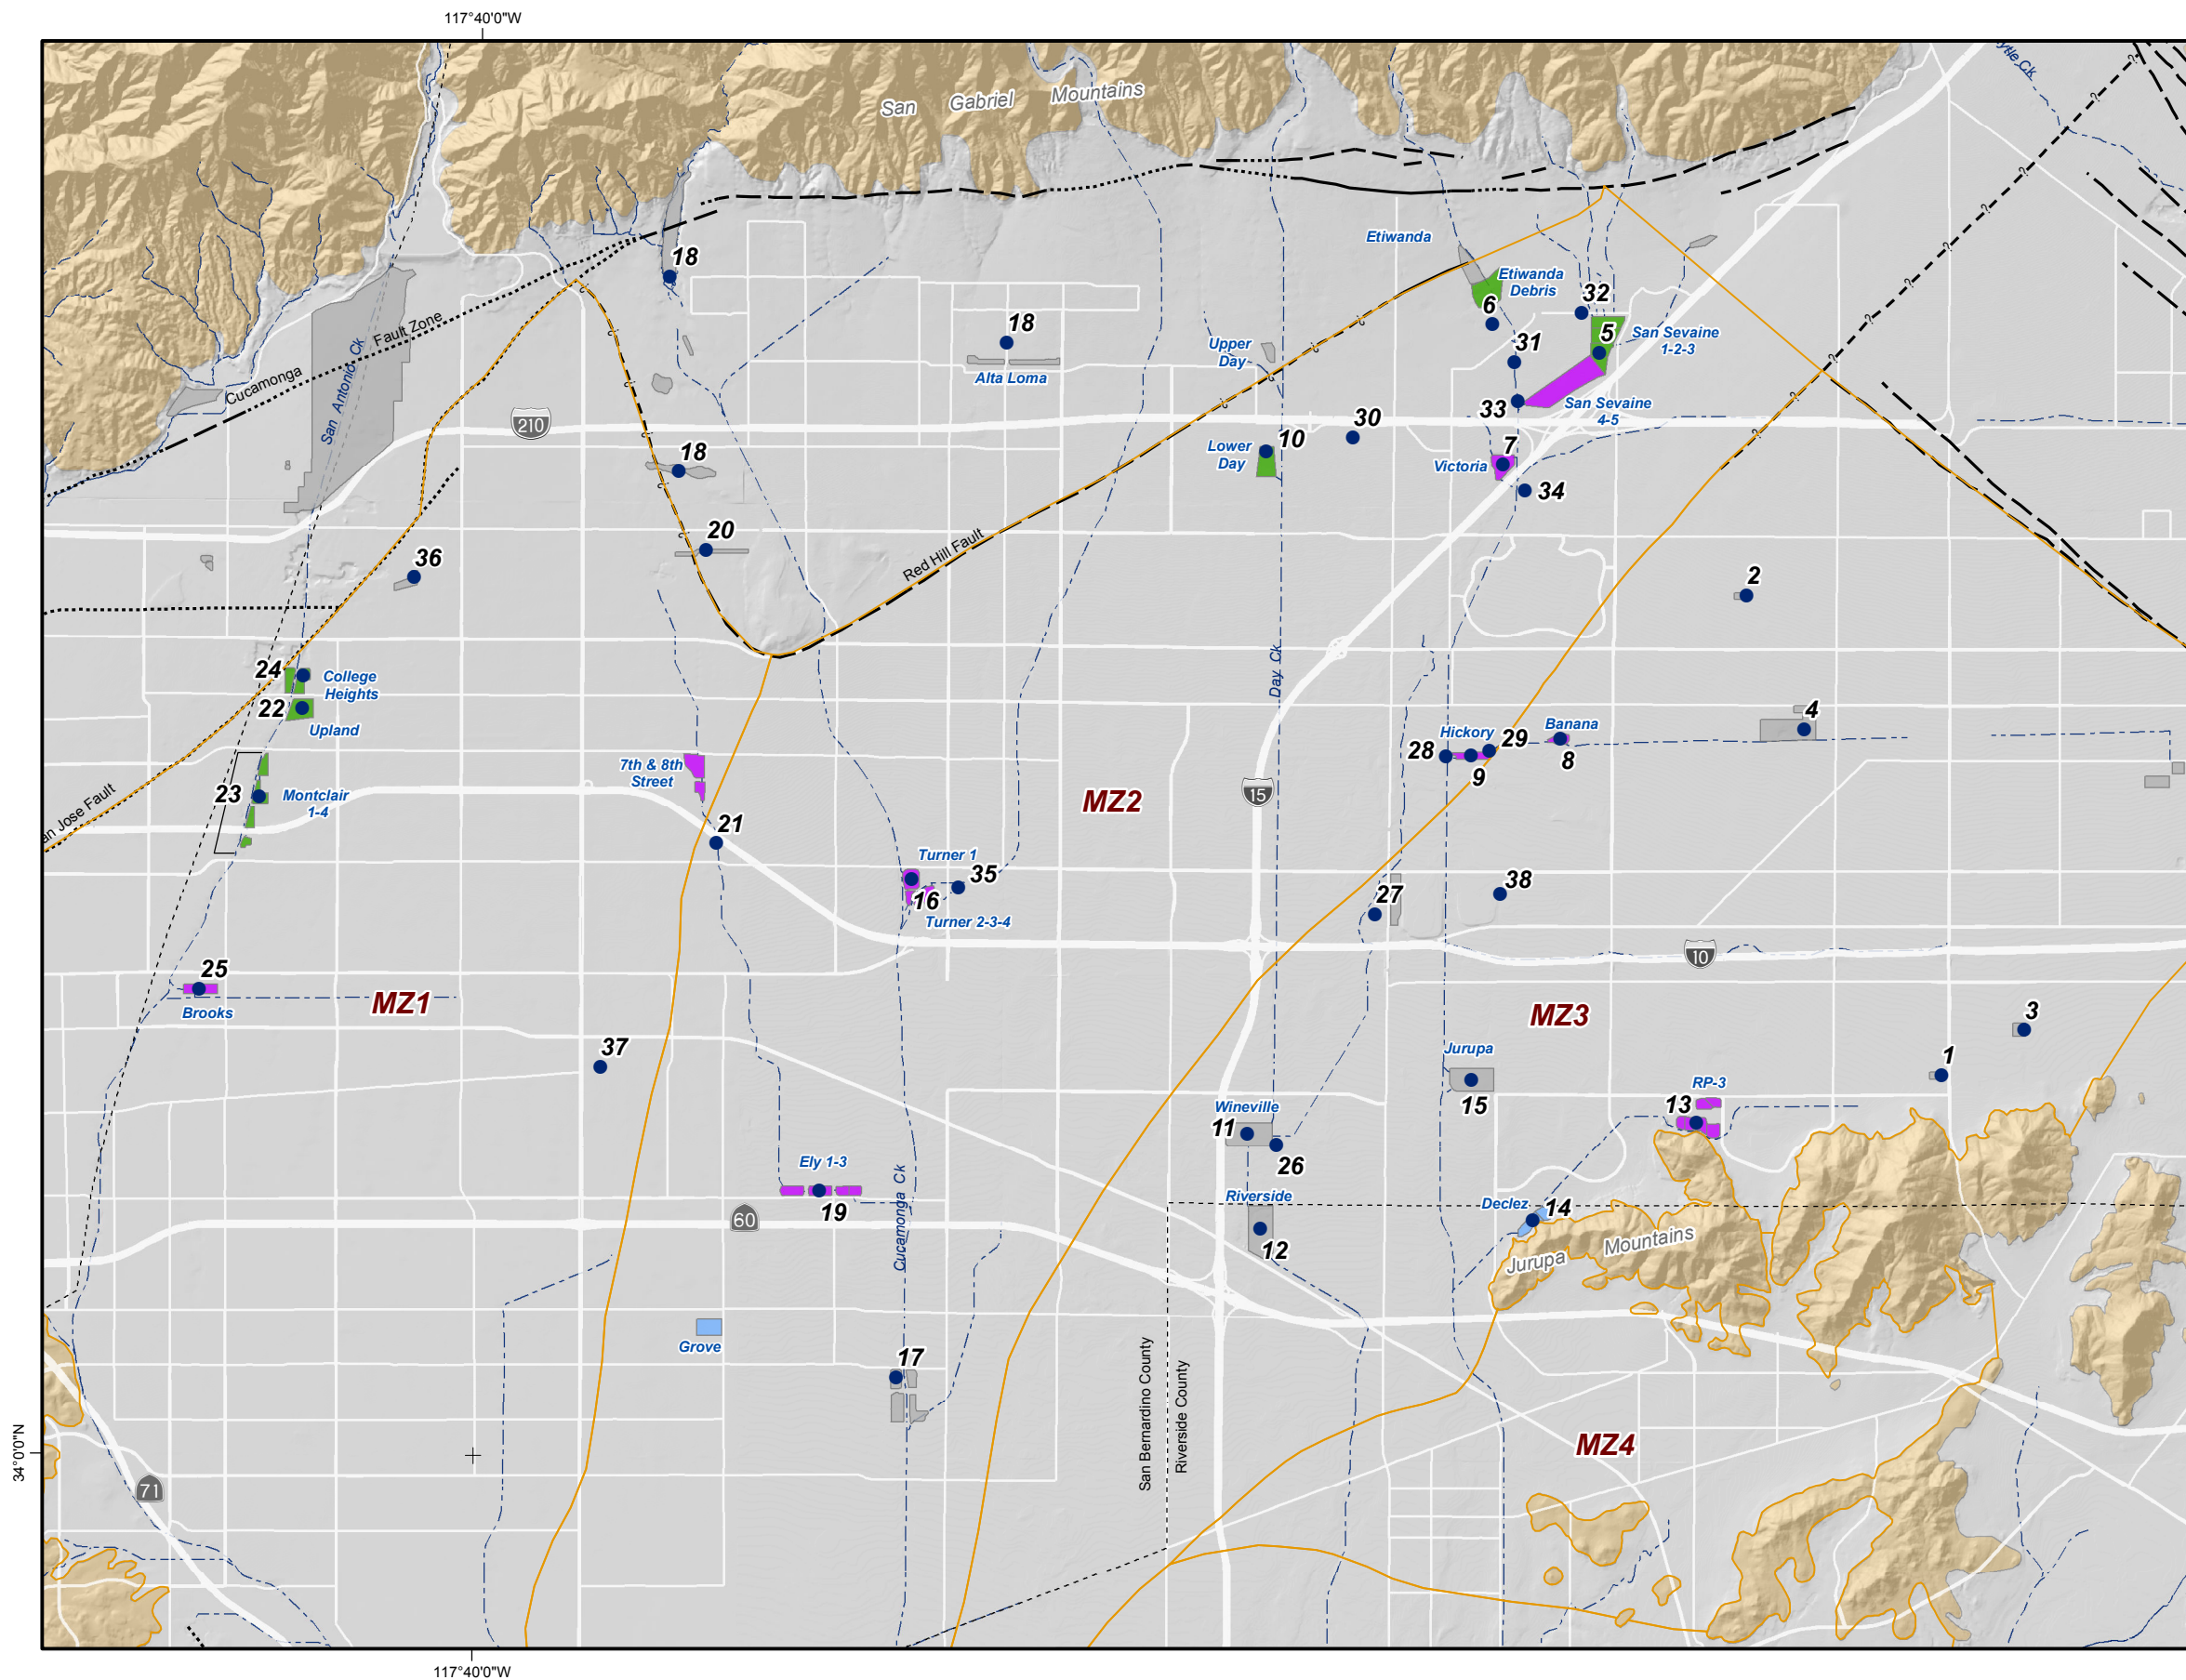 117°40'0"W
San Gabriel Mountains
Cucamonga Fault Zone
San Antonio Ck
18
Etiwanda
Etiwanda
Debris
6
32
5
San Sevaine
1-2-3
31
18
Alta Loma
Upper
Day
San Sevaine
4-5
33
210
30
10
Lower
Day
7
Victoria
18
34
20
Red Hill Fault
36
2
24
College
Heights
22
Upland
Day Ck
4
Hickory
Banana
28
29
9
8
7th & 8th
Street
23
Montclair
1-4
15
MZ2
21
Turner 1
35
16
Turner 2-3-4
27
38
10
25
Brooks
MZ1
MZ3
3
37
Jurupa
15
1
RP-3
13
Wineville
11
26
Ely 1-3
19
Cucamonga Ck
60
Riverside
12
Declez
14
Jurupa Mountains
Grove
17
San Bernardino County
Riverside County
MZ4
34°0'0"N
71
117°40'0"W